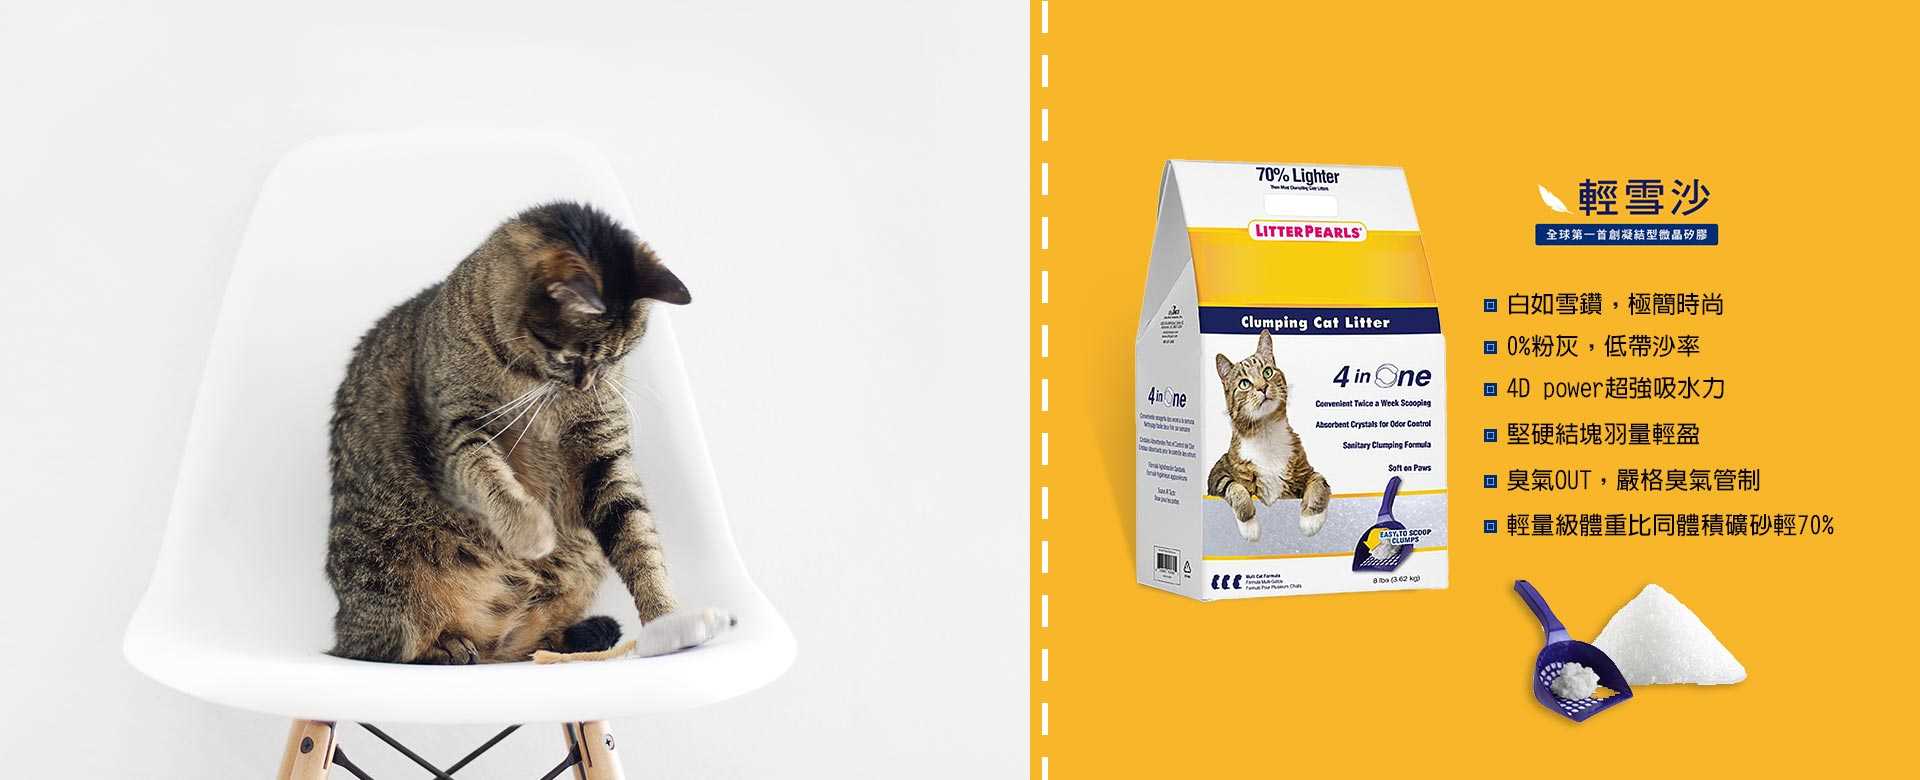 70% Lighter
Than Most Clumping Cat Litters
LITTERPEARLS®
Clumping Cat Litter
4 in One
Convenient Twice a Week Scooping
Absorbent Crystals for Odor Control
Sanitary Clumping Formula
Soft on Paws
EASY TO SCOOP
CLUMPS
Multi Cat Formula
8 lbs (3.62 kg)
4 in One
輕雪沙
全球第一首創凝結型微晶矽膠
白如雪鑽，極簡時尚
0%粉灰，低帶沙率
4D power超強吸水力
堅硬結塊羽量輕盈
臭氣OUT，嚴格臭氣管制
輕量級體重比同體積礦砂輕70%